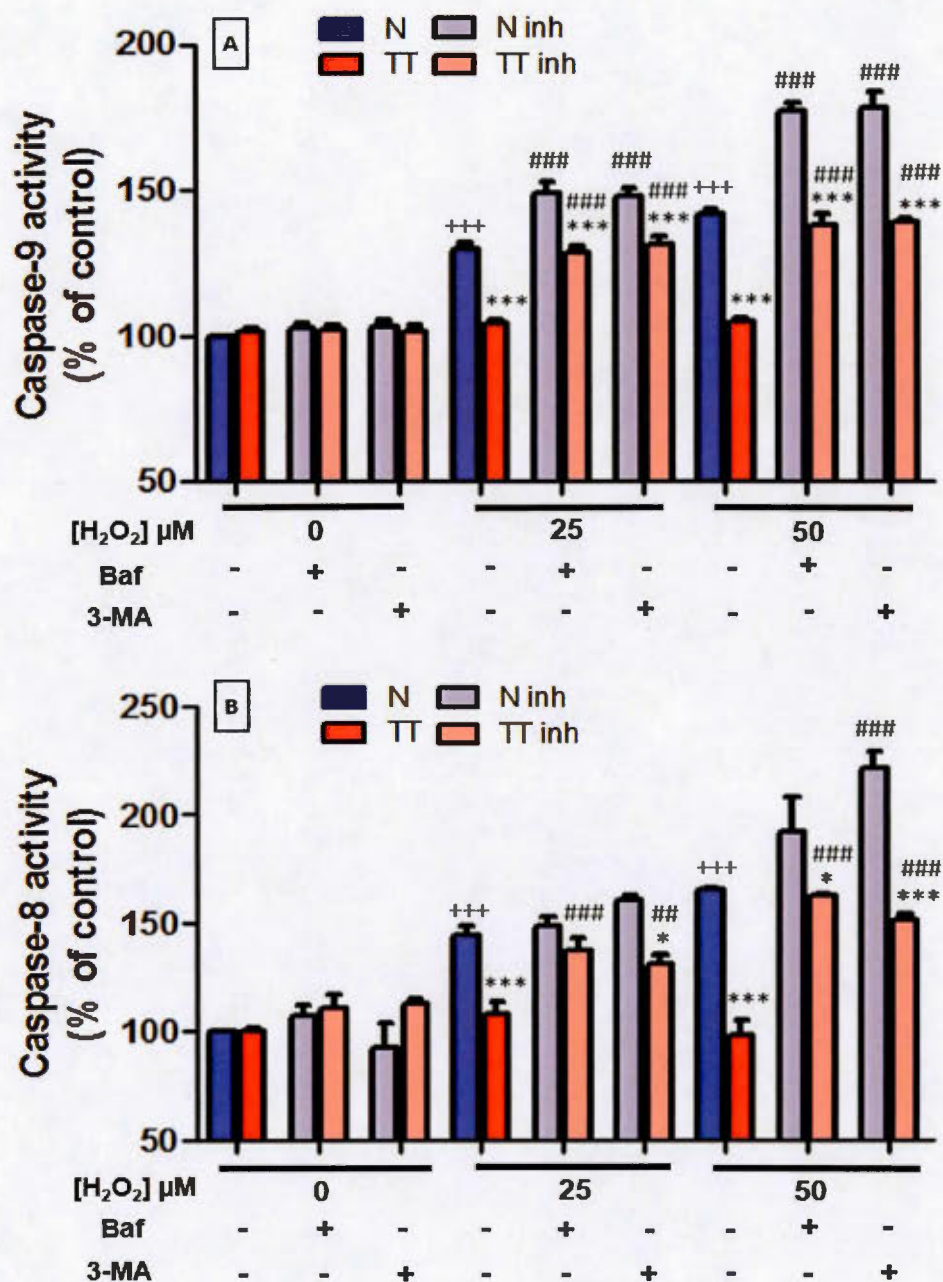 A
N N inh
TT TT inh
Caspase-9 activity
(% of control)
200
150
100
50
+++ *** ### ### *** ### ### *** +++ *** ### ### *** ### ### ***
[H₂O₂] µM 0 25 50
Baf - + - - + - - + -
3-MA - - + - - + - - +
B
N N inh
TT TT inh
Caspase-8 activity
(% of control)
250
200
150
100
50
+++ *** ### ## * +++ *** ### * ### ### ***
[H₂O₂] µM 0 25 50
Baf - + - - + - - + -
3-MA - - + - - + - - +